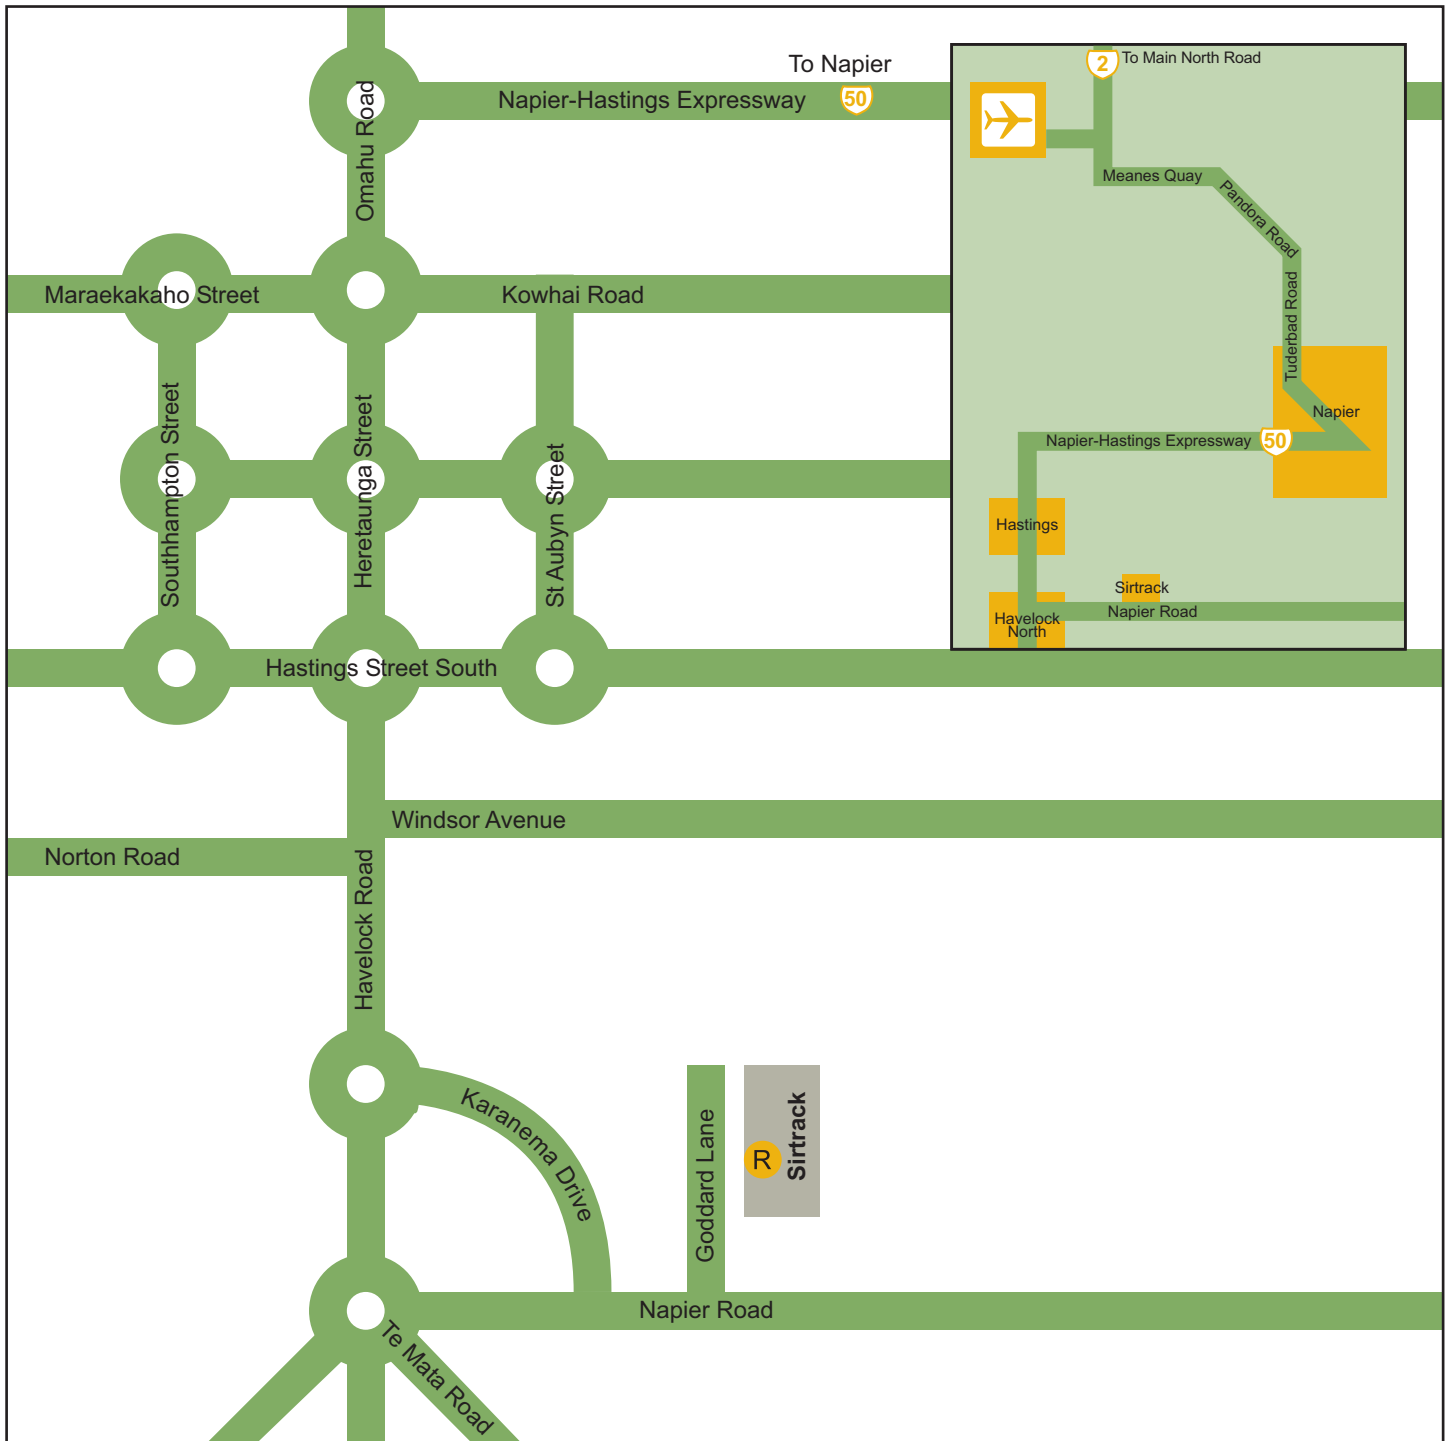 To Napier
Napier-Hastings Expressway 50
Omahu Road
Maraekakaho Street
Kowhai Road
Southhampton Street
Heretaunga Street
St Aubyn Street
Hastings Street South
Windsor Avenue
Norton Road
Havelock Road
Karanema Drive
Goddard Lane
R
Sirtrack
Napier Road
Te Mata Road
2
To Main North Road
Meanes Quay
Pandora Road
Tuderbad Road
Napier
Napier-Hastings Expressway 50
Hastings
Sirtrack
Napier Road
Havelock
North